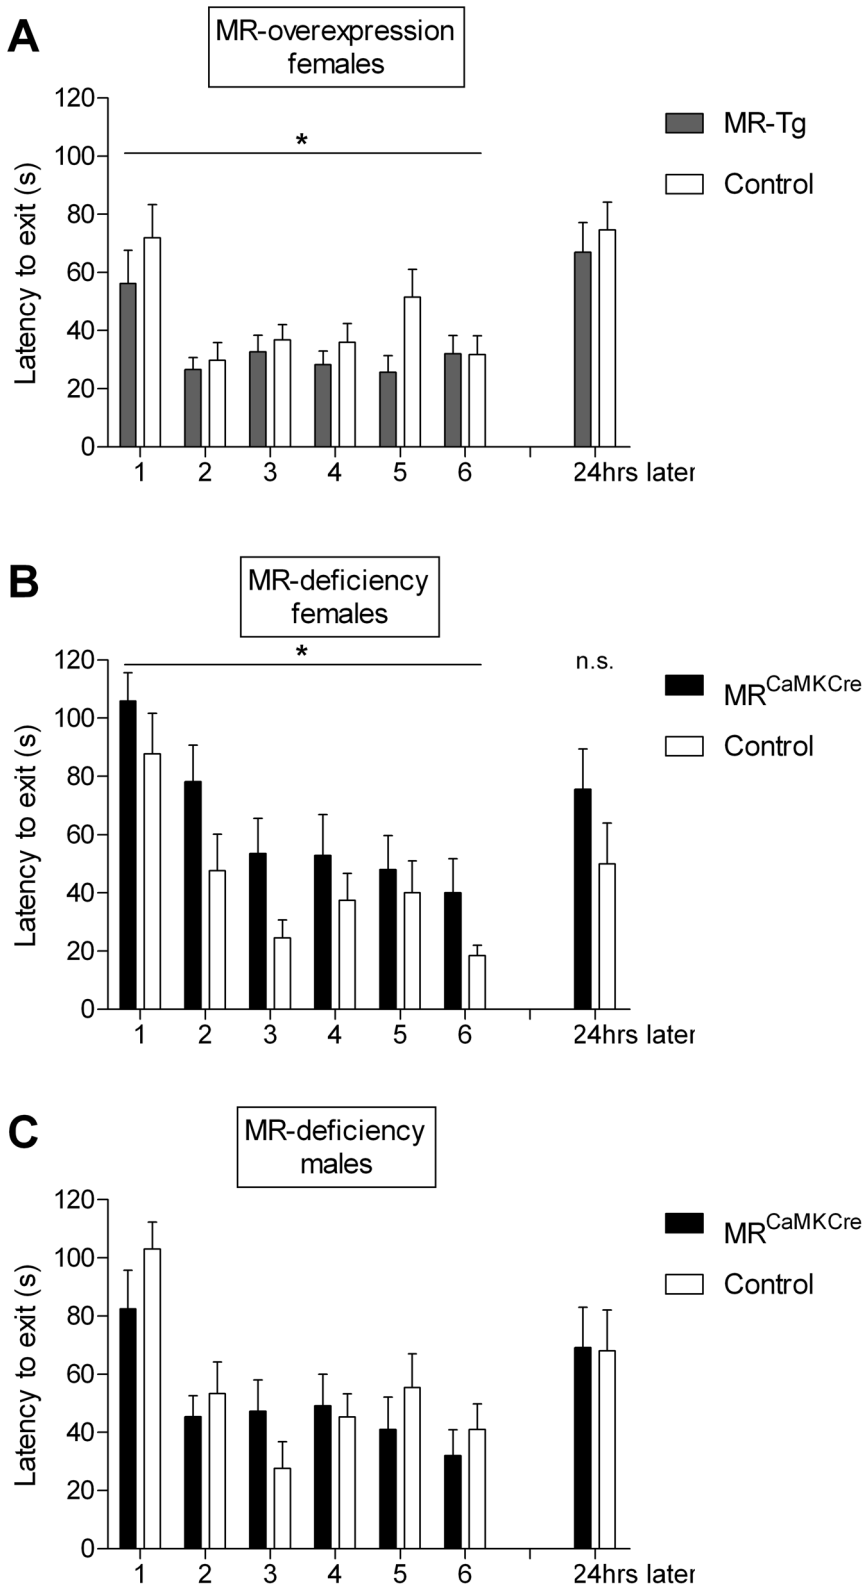 A
MR-overexpression
females
120
100
80
60
40
20
0
Latency to exit (s)
*
MR-Tg
Control
1 2 3 4 5 6 24hrs later
B
MR-deficiency
females
120
100
80
60
40
20
0
Latency to exit (s)
*
n.s.
MRCaMKCre
Control
1 2 3 4 5 6 24hrs later
C
MR-deficiency
males
120
100
80
60
40
20
0
Latency to exit (s)
MRCaMKCre
Control
1 2 3 4 5 6 24hrs later